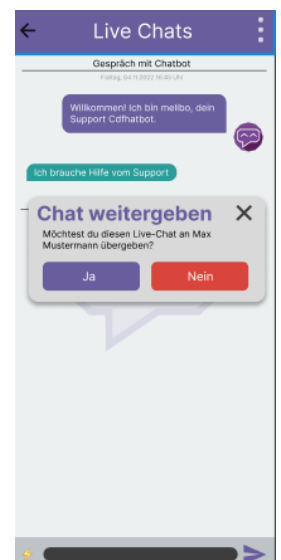 Live Chats
Gespräch mit Chatbot
Freitag, 04.11.2022 16:45 Uhr
Willkommen! Ich bin melibo, dein
Support Cdfhatbot.
Ich brauche Hilfe vom Support
Chat weitergeben
Möchtest du diesen Live-Chat an Max
Mustermann übergeben?
Ja
Nein